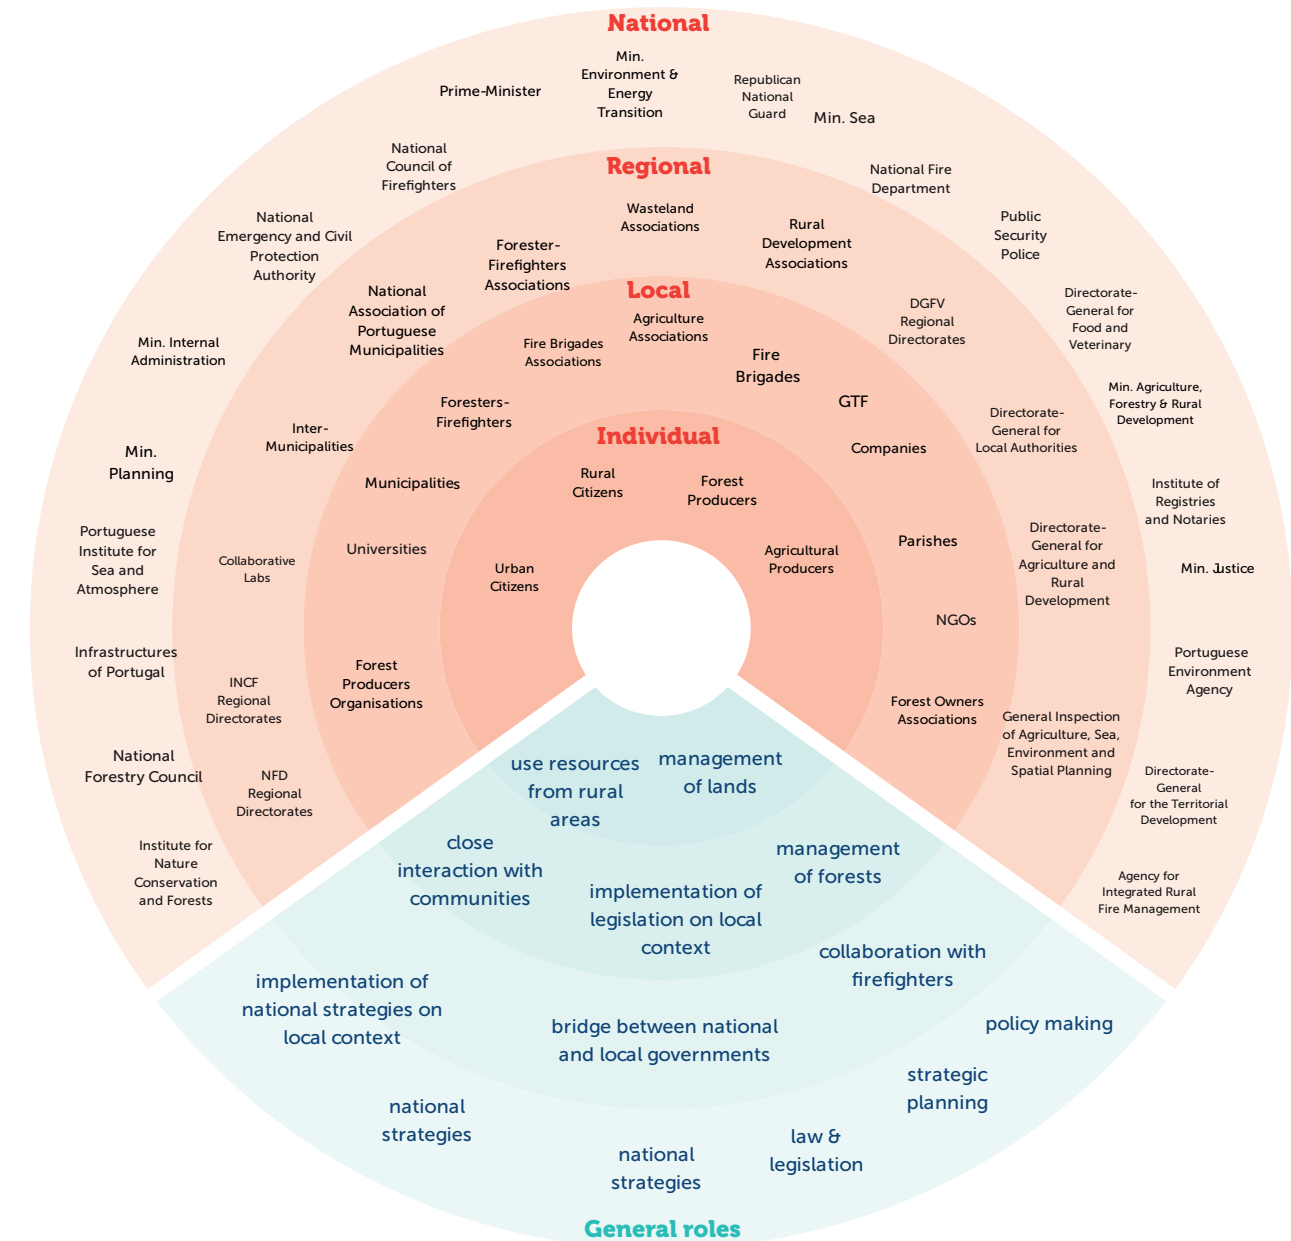 National
Min.
Environment &
Energy
Transition
Prime-Minister
Republican
National
Guard
Min. Sea
National
Council of
Firefighters
National Fire
Department
National
Emergency and Civil
Protection
Authority
Public
Security
Police
Min. Internal
Administration
Directorate-
General for
Food and
Veterinary
Min. Agriculture,
Forestry & Rural
Development
Min.
Planning
Institute of
Registries
and Notaries
Portuguese
Institute for
Sea and
Atmosphere
Min. Justice
Infrastructures
of Portugal
Portuguese
Environment
Agency
National
Forestry Council
Directorate-
General
for the Territorial
Development
Institute for
Nature
Conservation
and Forests
Agency for
Integrated Rural
Fire Management
Regional
Wasteland
Associations
Rural
Development
Associations
Forester-
Firefighters
Associations
National
Association of
Portuguese
Municipalities
DGFV
Regional
Directorates
Inter-
Municipalities
Directorate-
General for
Local Authorities
Collaborative
Labs
Directorate-
General for
Agriculture and
Rural
Development
INCF
Regional
Directorates
General Inspection
of Agriculture, Sea,
Environment and
Spatial Planning
NFD
Regional
Directorates
Local
Agriculture
Associations
Fire Brigades
Associations
Fire
Brigades
Foresters-
Firefighters
GTF
Companies
Municipalities
Universities
Parishes
NGOs
Forest
Producers
Organisations
Forest Owners
Associations
Individual
Rural
Citizens
Forest
Producers
Urban
Citizens
Agricultural
Producers
use resources
from rural
areas
management
of lands
close
interaction with
communities
management
of forests
implementation of
legislation on local
context
collaboration with
firefighters
implementation of
national strategies on
local context
bridge between national
and local governments
policy making
strategic
planning
national
strategies
law &
legislation
national
strategies
General roles